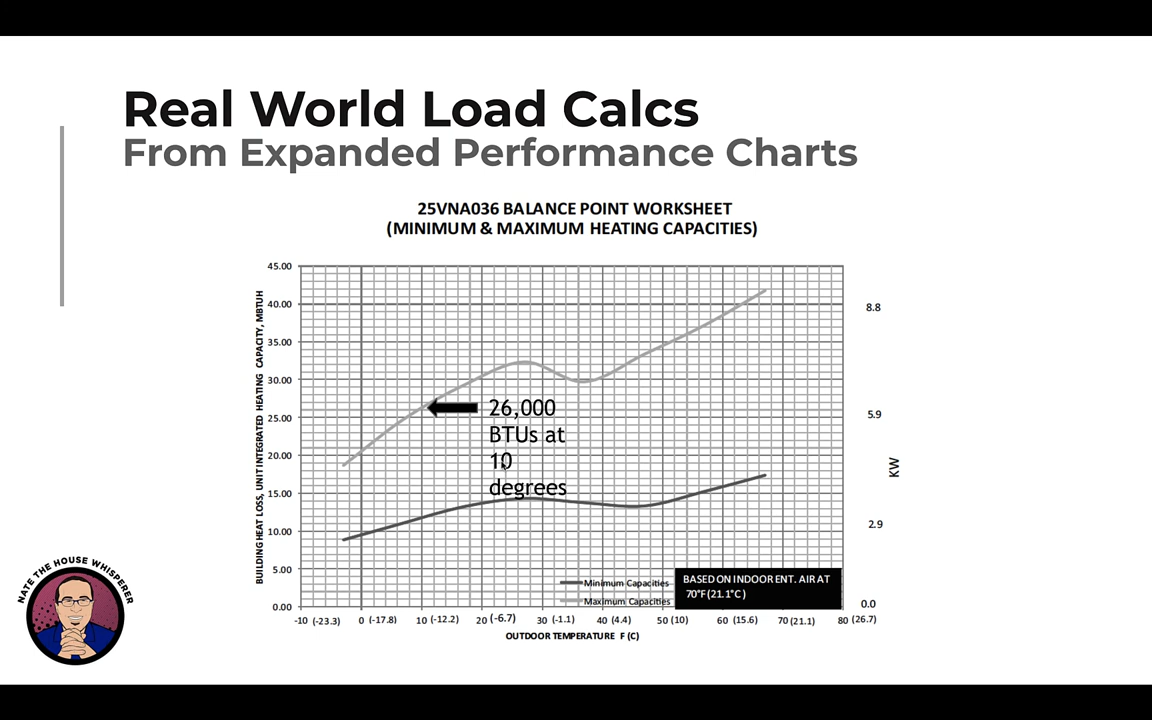 Real World Load Calcs
From Expanded Performance Charts
25VNA036 BALANCE POINT WORKSHEET
(MINIMUM & MAXIMUM HEATING CAPACITIES)
BUILDING HEAT LOSS, UNIT INTEGRATED HEATING CAPACITY, MBTUH
45.00
40.00
35.00
30.00
25.00
20.00
15.00
10.00
5.00
0.00
26,000
BTUs at
10
degrees
8.8
5.9
2.9
0.0
KW
Minimum Capacities
Maximum Capacities
BASED ON INDOOR ENT. AIR AT
70°F (21.1°C )
-10 (-23.3) 0 (-17.8) 10 (-12.2) 20 (-6.7) 30 (-1.1) 40 (4.4) 50 (10) 60 (15.6) 70 (21.1) 80 (26.7)
OUTDOOR TEMPERATURE F (C)
NATE THE HOUSE WHISPERER